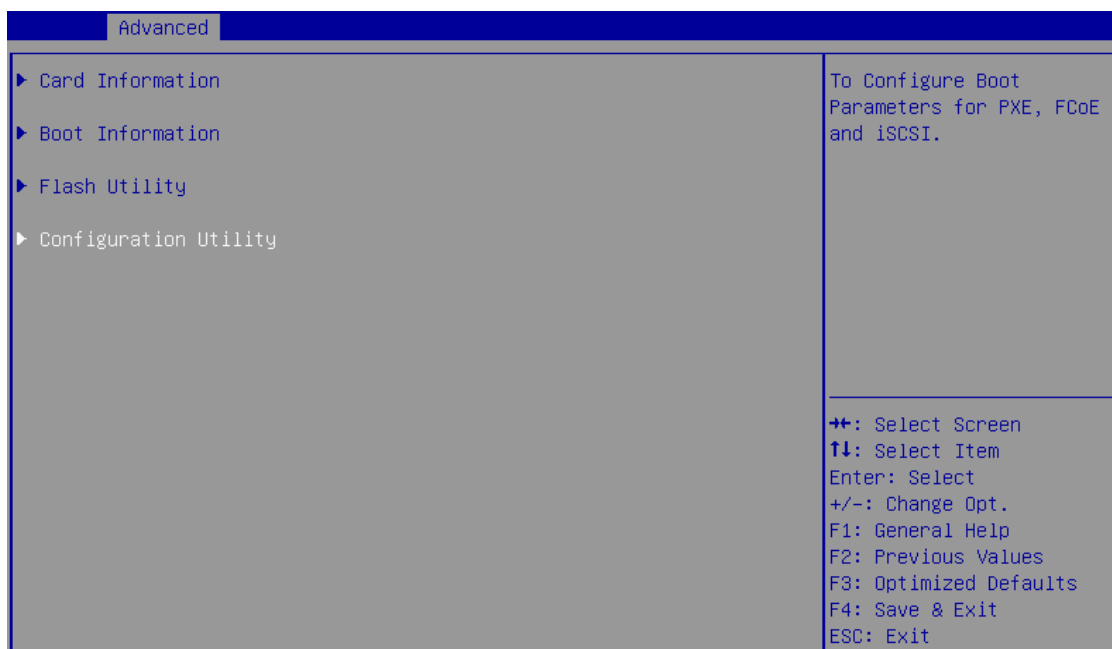 Advanced
Card Information
Boot Information
Flash Utility
Configuration Utility
To Configure Boot
Parameters for PXE, FCoE
and iSCSI.
→←: Select Screen
↑↓: Select Item
Enter: Select
+/-: Change Opt.
F1: General Help
F2: Previous Values
F3: Optimized Defaults
F4: Save & Exit
ESC: Exit